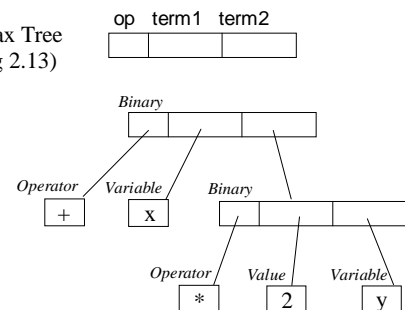 op term1 term2
ax Tree
g 2.13)
Binary
Operator Variable Binary
+ x
Operator Value Variable
* 2 y